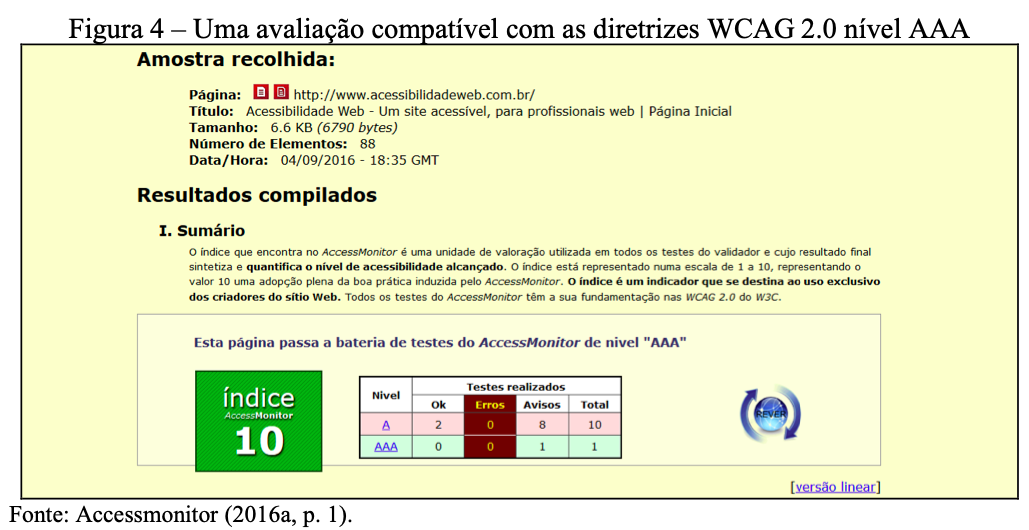 Figura 4 – Uma avaliação compatível com as diretrizes WCAG 2.0 nível AAA
Amostra recolhida:
Página: http://www.acessibilidadeweb.com.br/
Título: Acessibilidade Web - Um site acessível, para profissionais web | Página Inicial
Tamanho: 6.6 KB (6790 bytes)
Número de Elementos: 88
Data/Hora: 04/09/2016 - 18:35 GMT
Resultados compilados
I. Sumário
O índice que encontra no AccessMonitor é uma unidade de valoração utilizada em todos os testes do validador e cujo resultado final
sintetiza e quantifica o nível de acessibilidade alcançado. O índice está representado numa escala de 1 a 10, representando o
valor 10 uma adopção plena da boa prática induzida pelo AccessMonitor. O índice é um indicador que se destina ao uso exclusivo
dos criadores do sítio Web. Todos os testes do AccessMonitor têm a sua fundamentação nas WCAG 2.0 do W3C.
Esta página passa a bateria de testes do AccessMonitor de nivel "AAA"
índice
AccessMonitor
10
Nivel Testes realizados
Ok Erros Avisos Total
A 2 0 8 10
AAA 0 0 1 1
REVER
[versão linear]
Fonte: Accessmonitor (2016a, p. 1).